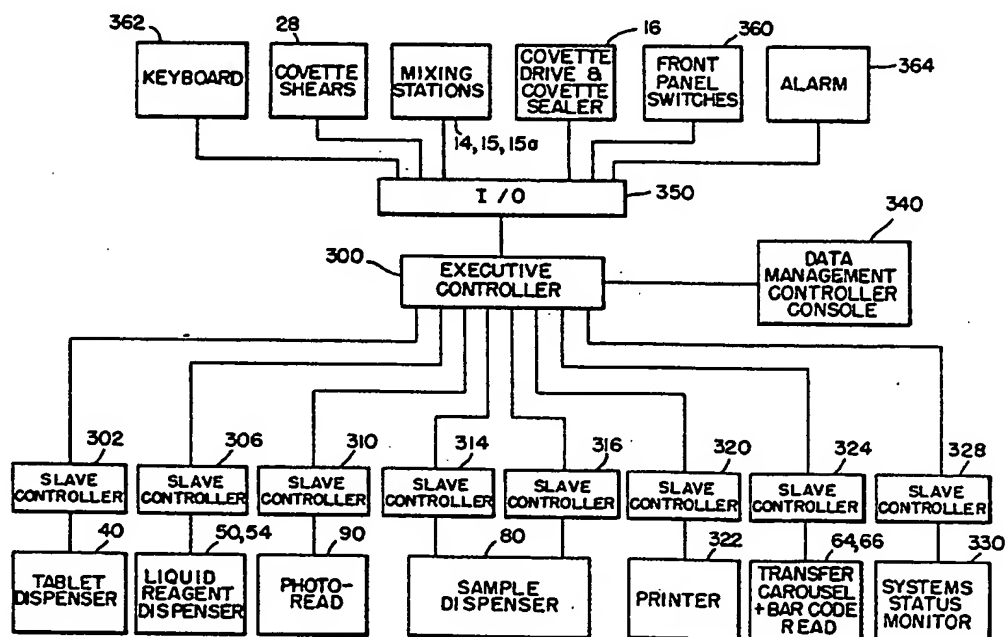 362
28
16
360
364
KEYBOARD
COVETTE
SHEARS
MIXING
STATIONS
COVETTE
DRIVE &
COVETTE
SEALER
FRONT
PANEL
SWITCHES
ALARM
14, 15, 15a
I/O
350
340
300
EXECUTIVE
CONTROLLER
DATA
MANAGEMENT
CONTROLLER
CONSOLE
302
306
310
314
316
320
324
328
SLAVE
CONTROLLER
SLAVE
CONTROLLER
SLAVE
CONTROLLER
SLAVE
CONTROLLER
SLAVE
CONTROLLER
SLAVE
CONTROLLER
SLAVE
CONTROLLER
SLAVE
CONTROLLER
40
50,54
90
80
322
64,66
330
TABLET
DISPENSER
LIQUID
REAGENT
DISPENSER
PHOTO-
READ
SAMPLE
DISPENSER
PRINTER
TRANSFER
CAROUSEL
+ BAR CODE
READ
SYSTEMS
STATUS
MONITOR